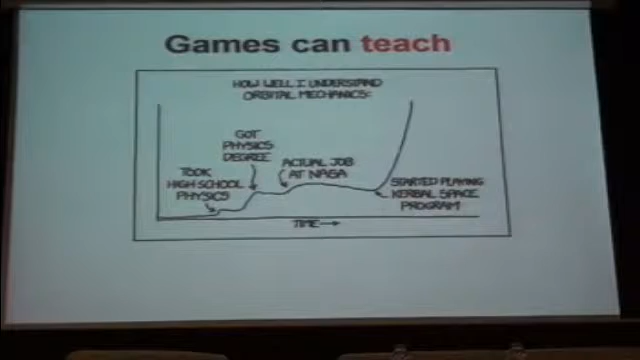 Games can teach
HOW WELL I UNDERSTAND
ORBITAL MECHANICS:
GOT
PHYSICS
DEGREE
TOOK
HIGH SCHOOL
PHYSICS
ACTUAL JOB
AT NASA
STARTED PLAYING
KERBAL SPACE
PROGRAM
TIME